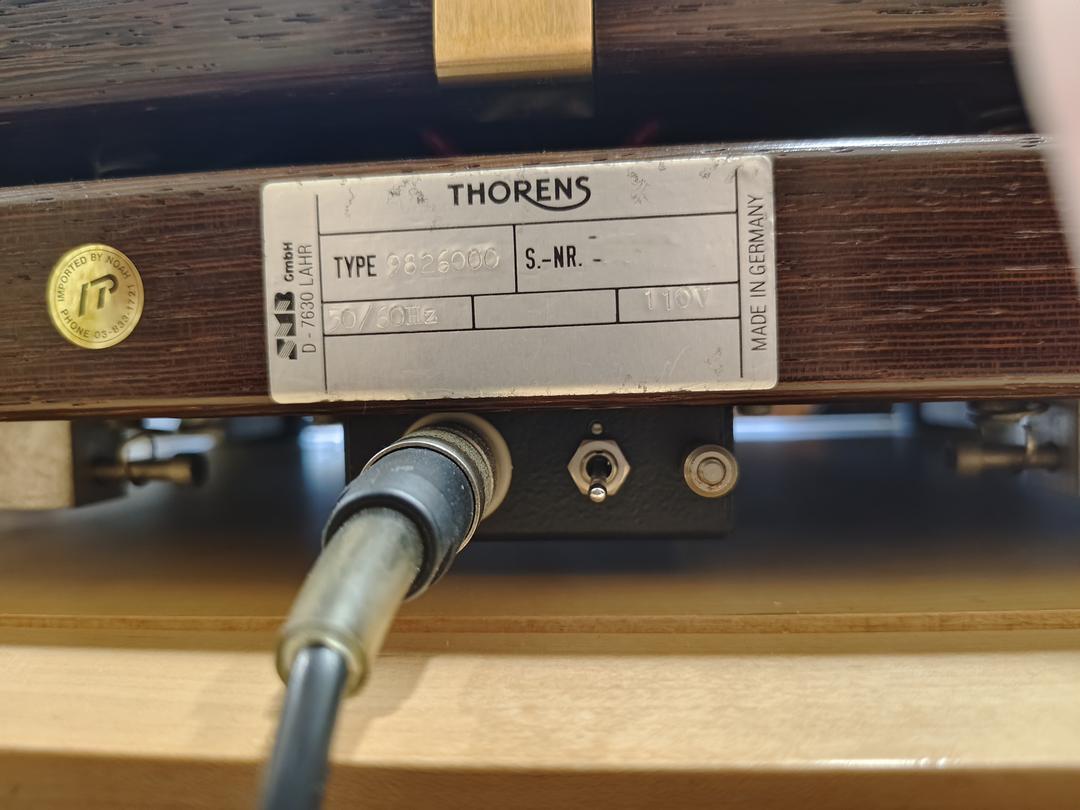 THORENS
TYPE 9826000
S.-NR. -
50/60Hz
110V
GmbH
D - 7630 LAHR
MADE IN GERMANY
IMPORTED BY NOAH
PHONE 03-833-1721